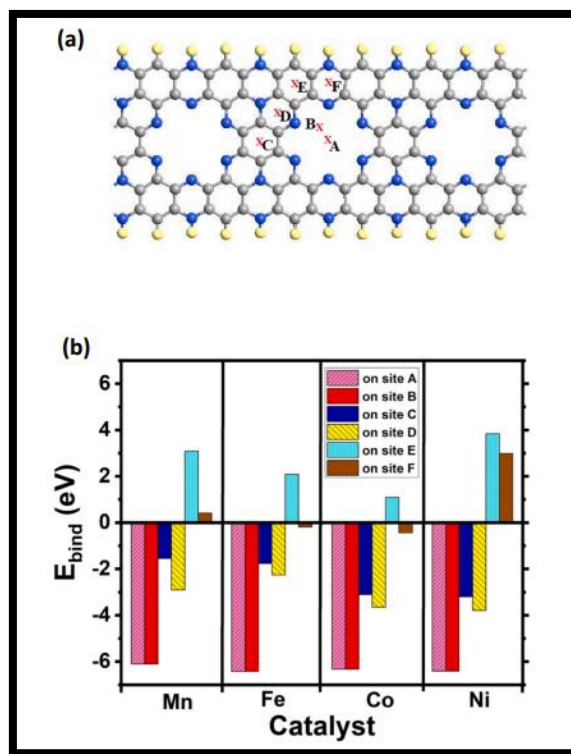 (a)
E F
D B
C A
(b)
6
4
2
0
-2
-4
-6
E_bind (eV)
on site A
on site B
on site C
on site D
on site E
on site F
Mn Fe Co Ni
Catalyst